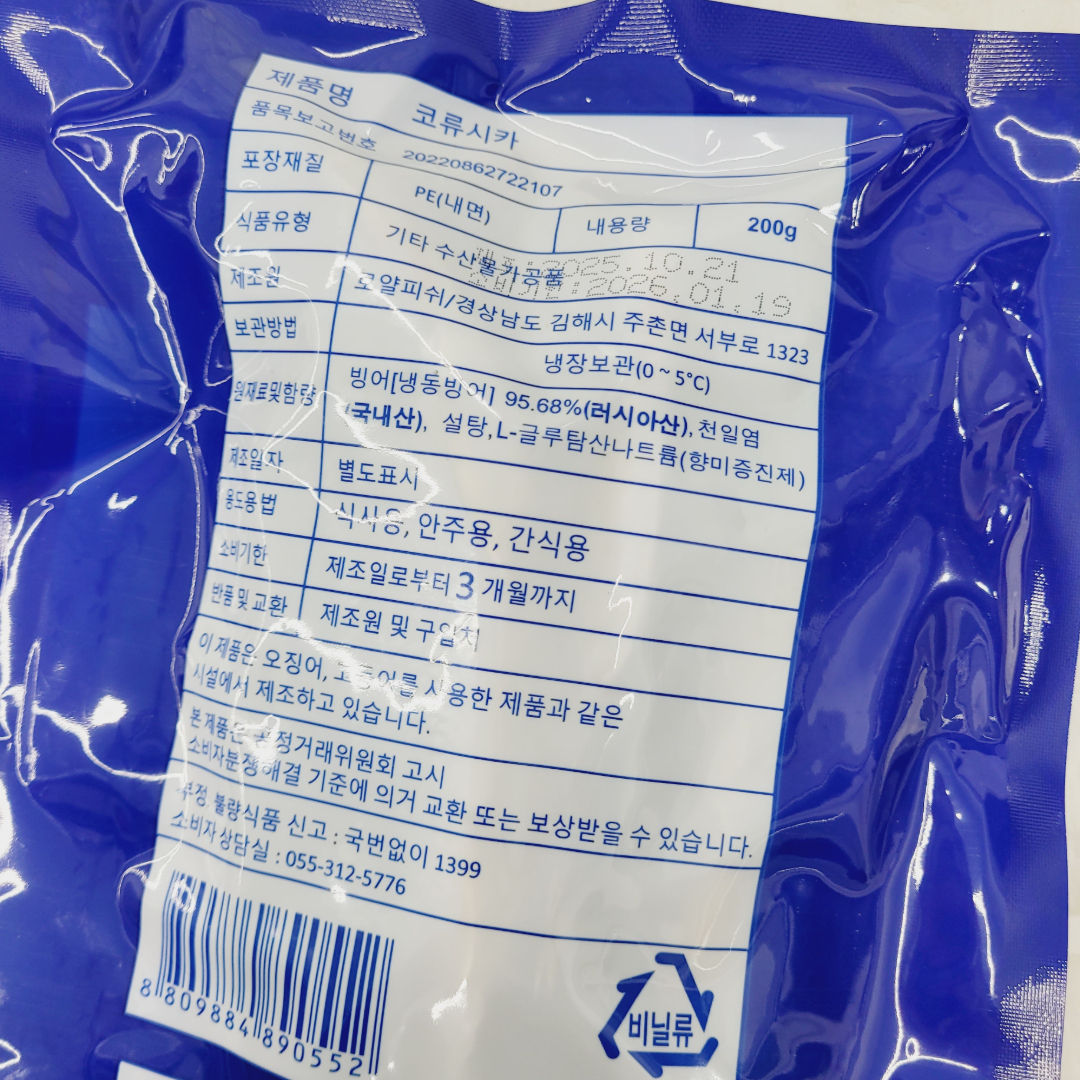 제품명 코류시카
품목보고번호 20220862722107
포장재질 PE(내면) 내용량 200g
식품유형 기타 수산물가공품
제조:2025.10.21
소비기한:2026.01.19
제조원 로얄피쉬/경상남도 김해시 주촌면 서부로 1323
보관방법 냉장보관(0 ~ 5°C)
원재료및함량 빙어[냉동빙어] 95.68%(러시아산), 천일염
(국내산), 설탕, L-글루탐산나트륨(향미증진제)
제조일자 별도표시
용도용법 식사용, 안주용, 간식용
소비기한 제조일로부터 3 개월까지
반품 및 교환 제조원 및 구입처
이 제품은 오징어, 고등어를 사용한 제품과 같은
시설에서 제조하고 있습니다.
본 제품은 공정거래위원회 고시
소비자분쟁해결 기준에 의거 교환 또는 보상받을 수 있습니다.
부정, 불량식품 신고 : 국번없이 1399
소비자상담실 : 055-312-5776
8 809884 890552
비닐류